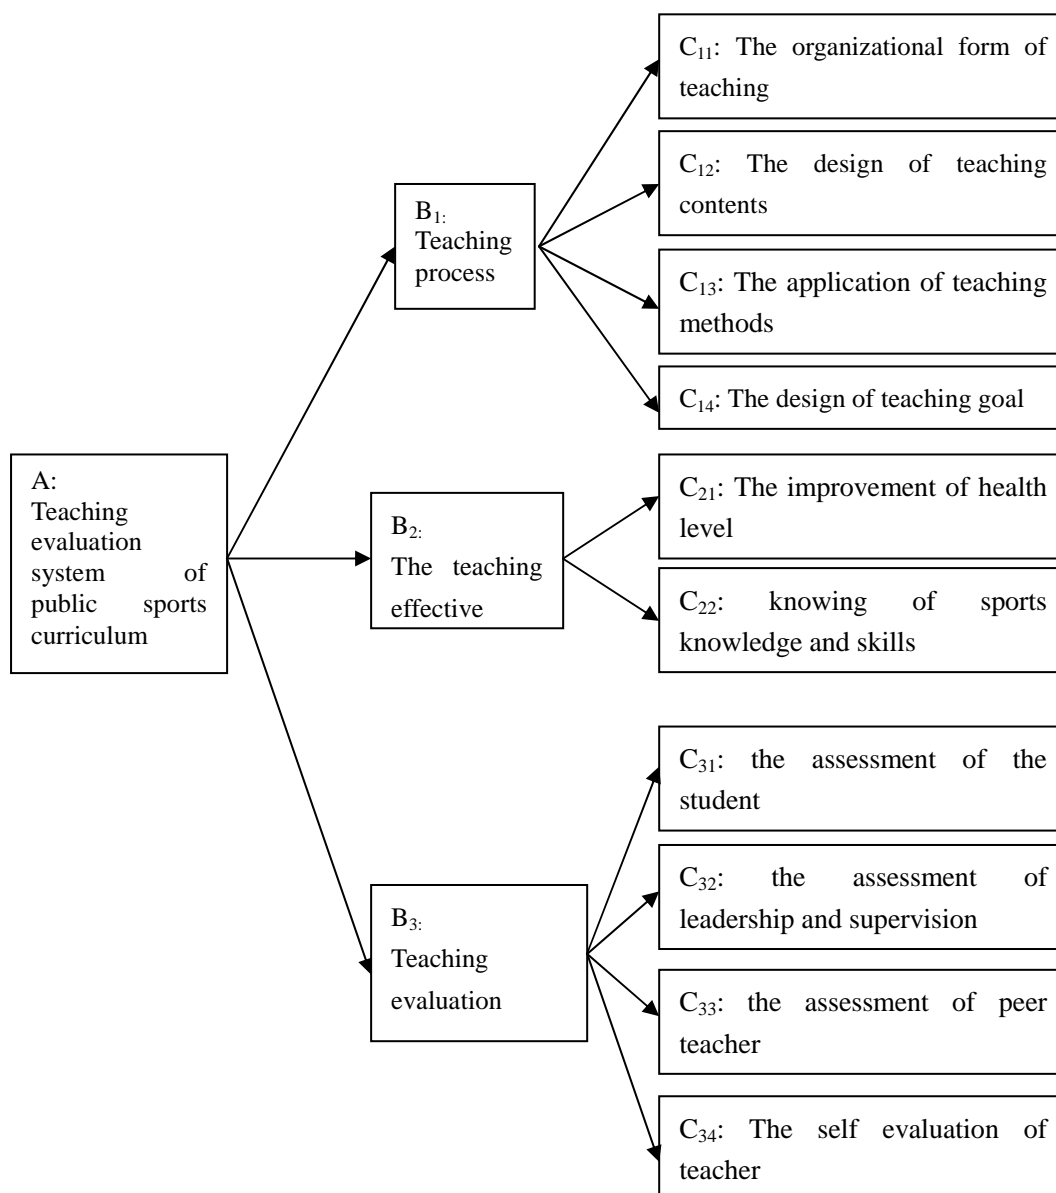 A:
Teaching
evaluation
system of
public sports
curriculum
B₁:
Teaching
process
C₁₁: The organizational form of
teaching
C₁₂: The design of teaching
contents
C₁₃: The application of teaching
methods
C₁₄: The design of teaching goal
B₂:
The teaching
effective
C₂₁: The improvement of health
level
C₂₂: knowing of sports
knowledge and skills
B₃:
Teaching
evaluation
C₃₁: the assessment of the
student
C₃₂: the assessment of
leadership and supervision
C₃₃: the assessment of peer
teacher
C₃₄: The self evaluation of
teacher